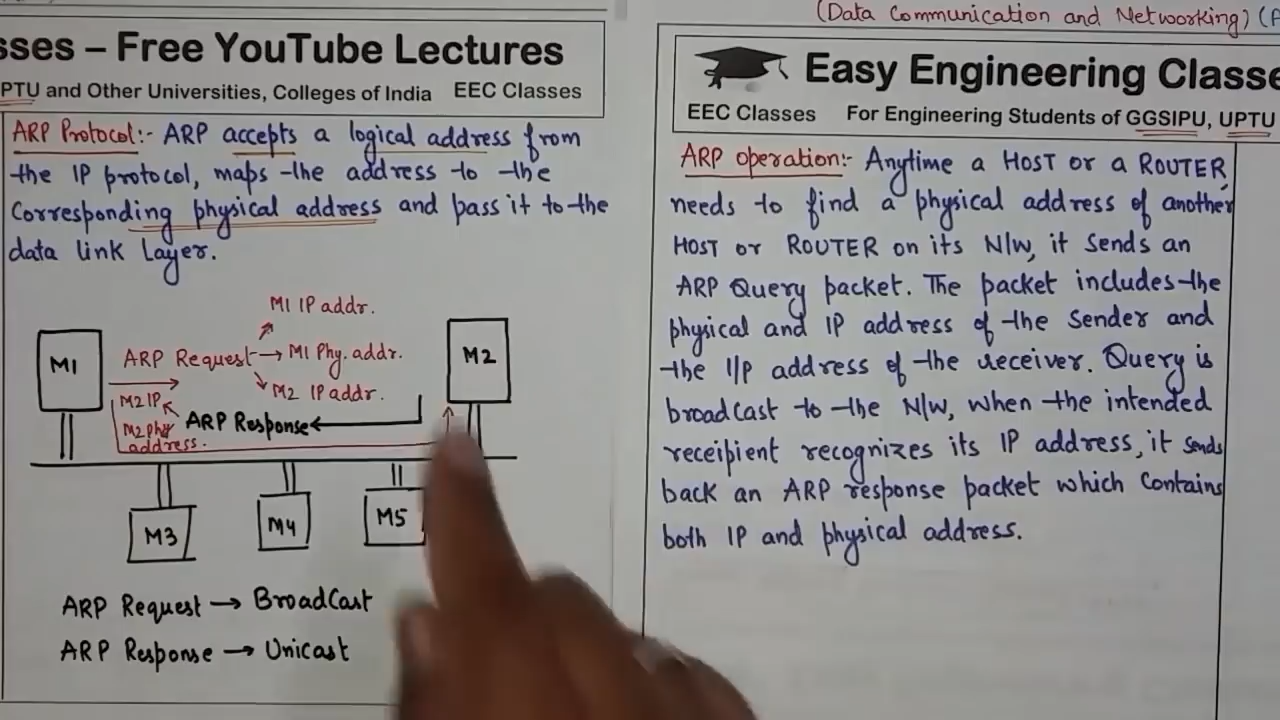 sses – Free YouTube Lectures
PTU and Other Universities, Colleges of India EEC Classes
ARP Protocol:- ARP accepts a logical address from
the IP protocol, maps the address to the
Corresponding physical address and pass it to the
data link Layer.
M1 IP addr.
M1
ARP Request → M1 Phy. addr.
M2
M2 IP addr.
M2 IP
ARP Response
M2 phy
address.
M3
M4
M5
ARP Request → BroadCast
ARP Response → Unicast
(Data Communication and Networking)
Easy Engineering Classe
EEC Classes For Engineering Students of GGSIPU, UPTU
ARP operation:- Anytime a HOST or a ROUTER
needs to find a physical address of another
HOST or ROUTER on its N/W, it sends an
ARP Query packet. The packet includes the
physical and IP address of the sender and
the I/P address of the receiver. Query is
broadcast to the N/W, when the intended
receipient recognizes its IP address, it sends
back an ARP response packet which contains
both IP and physical address.